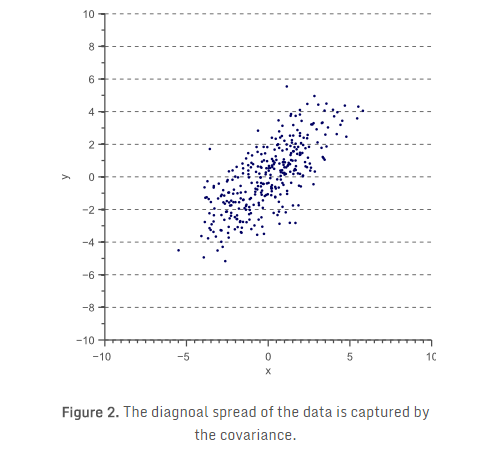 10
8
6
4
2
0
−2
−4
−6
−8
−10
y
−10 −5 0 5 10
x
Figure 2. The diagnoal spread of the data is captured by
the covariance.